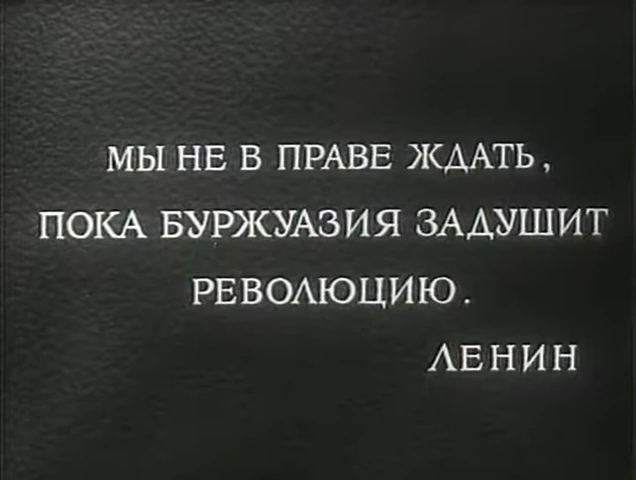 МЫ НЕ В ПРАВЕ ЖДАТЬ,
ПОКА БУРЖУАЗИЯ ЗАДУШИТ
РЕВОЛЮЦИЮ.
ЛЕНИН